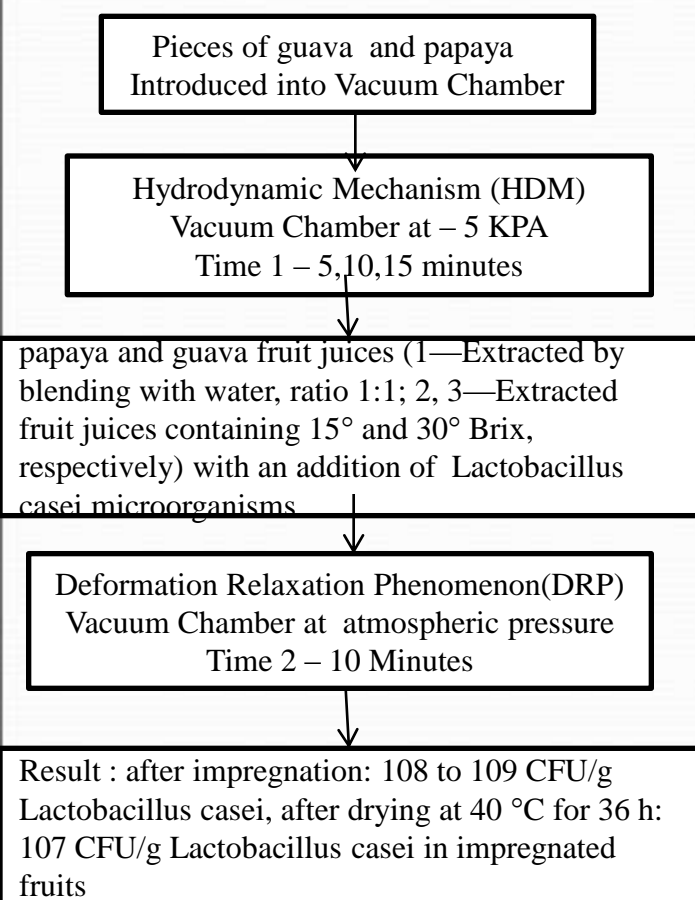 Pieces of guava and papaya
Introduced into Vacuum Chamber
Hydrodynamic Mechanism (HDM)
Vacuum Chamber at – 5 KPA
Time 1 – 5,10,15 minutes
papaya and guava fruit juices (1—Extracted by
blending with water, ratio 1:1; 2, 3—Extracted
fruit juices containing 15° and 30° Brix,
respectively) with an addition of Lactobacillus
casei microorganisms
Deformation Relaxation Phenomenon(DRP)
Vacuum Chamber at atmospheric pressure
Time 2 – 10 Minutes
Result : after impregnation: 108 to 109 CFU/g
Lactobacillus casei, after drying at 40 °C for 36 h:
107 CFU/g Lactobacillus casei in impregnated
fruits